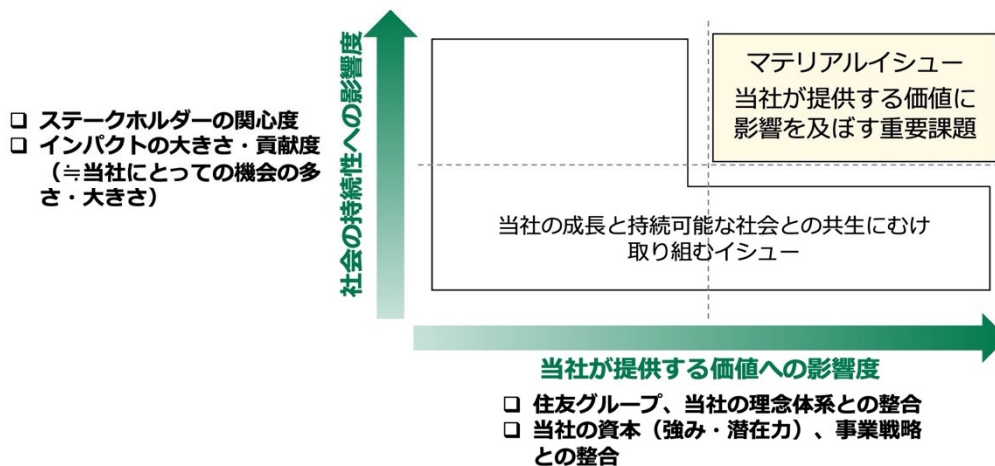 社会の持続性への影響度
❑ ステークホルダーの関心度
❑ インパクトの大きさ・貢献度
（≒当社にとっての機会の多
さ・大きさ）
マテリアルイシュー
当社が提供する価値に
影響を及ぼす重要課題
当社の成長と持続可能な社会との共生にむけ
取り組むイシュー
当社が提供する価値への影響度
❑ 住友グループ、当社の理念体系との整合
❑ 当社の資本（強み・潜在力）、事業戦略
との整合